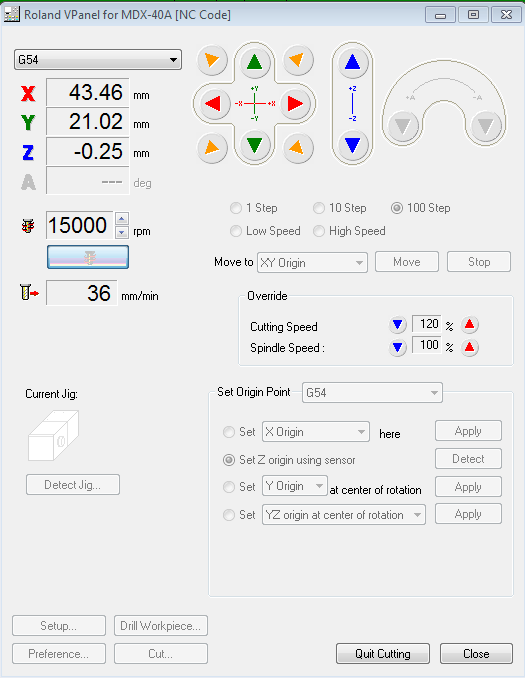 Roland VPanel for MDX-40A [NC Code]
G54
X 43.46 mm
Y 21.02 mm
Z -0.25 mm
A --- deg
+Y
-X +X
-Y
+Z
-Z
+A -A
15000 rpm
36 mm/min
1 Step 10 Step 100 Step
Low Speed High Speed
Move to XY Origin Move Stop
Override
Cutting Speed 120 %
Spindle Speed : 100 %
Current Jig:
Detect Jig...
Set Origin Point G54
Set X Origin here Apply
Set Z origin using sensor Detect
Set Y Origin at center of rotation Apply
Set YZ origin at center of rotation Apply
Setup... Drill Workpiece...
Preference... Cut... Quit Cutting Close